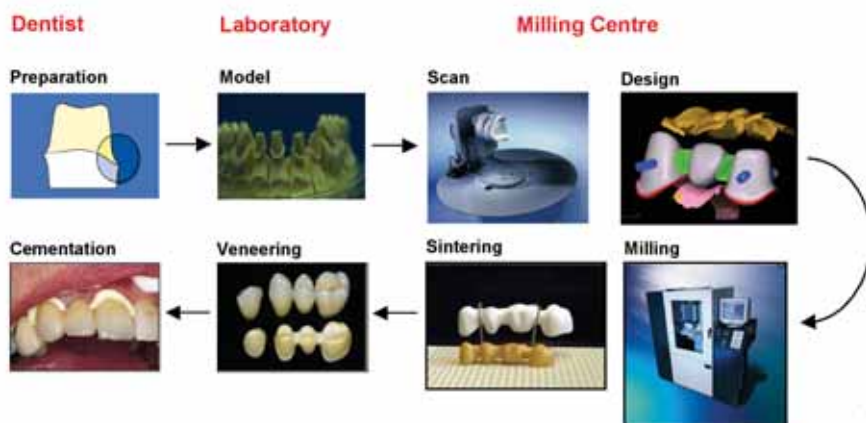 Dentist Laboratory Milling Centre
Preparation Model Scan Design
Cementation Veneering Sintering Milling